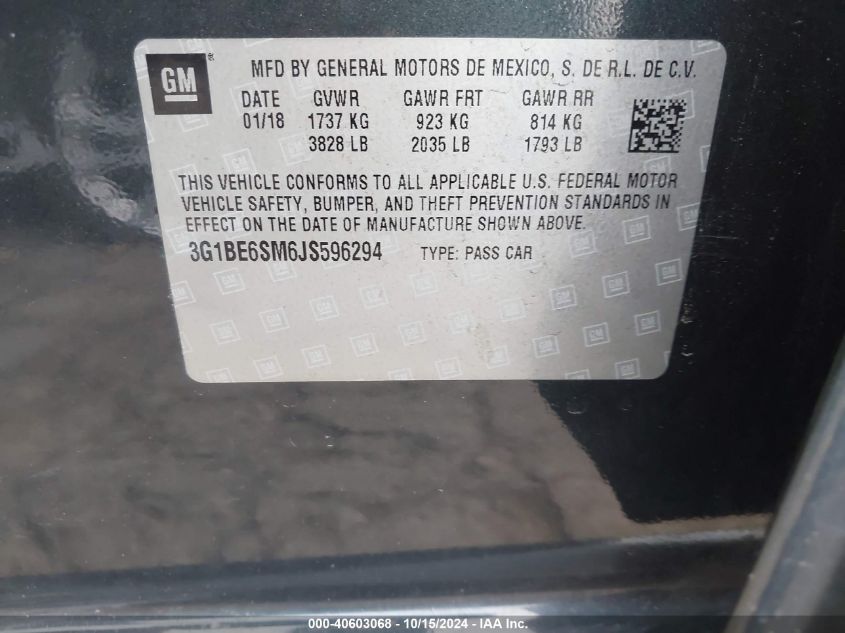 GM ®
MFD BY GENERAL MOTORS DE MEXICO, S. DE R.L. DE C.V.
DATE GVWR GAWR FRT GAWR RR
01/18 1737 KG 923 KG 814 KG
3828 LB 2035 LB 1793 LB
THIS VEHICLE CONFORMS TO ALL APPLICABLE U.S. FEDERAL MOTOR
VEHICLE SAFETY, BUMPER, AND THEFT PREVENTION STANDARDS IN
EFFECT ON THE DATE OF MANUFACTURE SHOWN ABOVE.
3G1BE6SM6JS596294 TYPE: PASS CAR
000-40603068 - 10/15/2024 - IAA Inc.